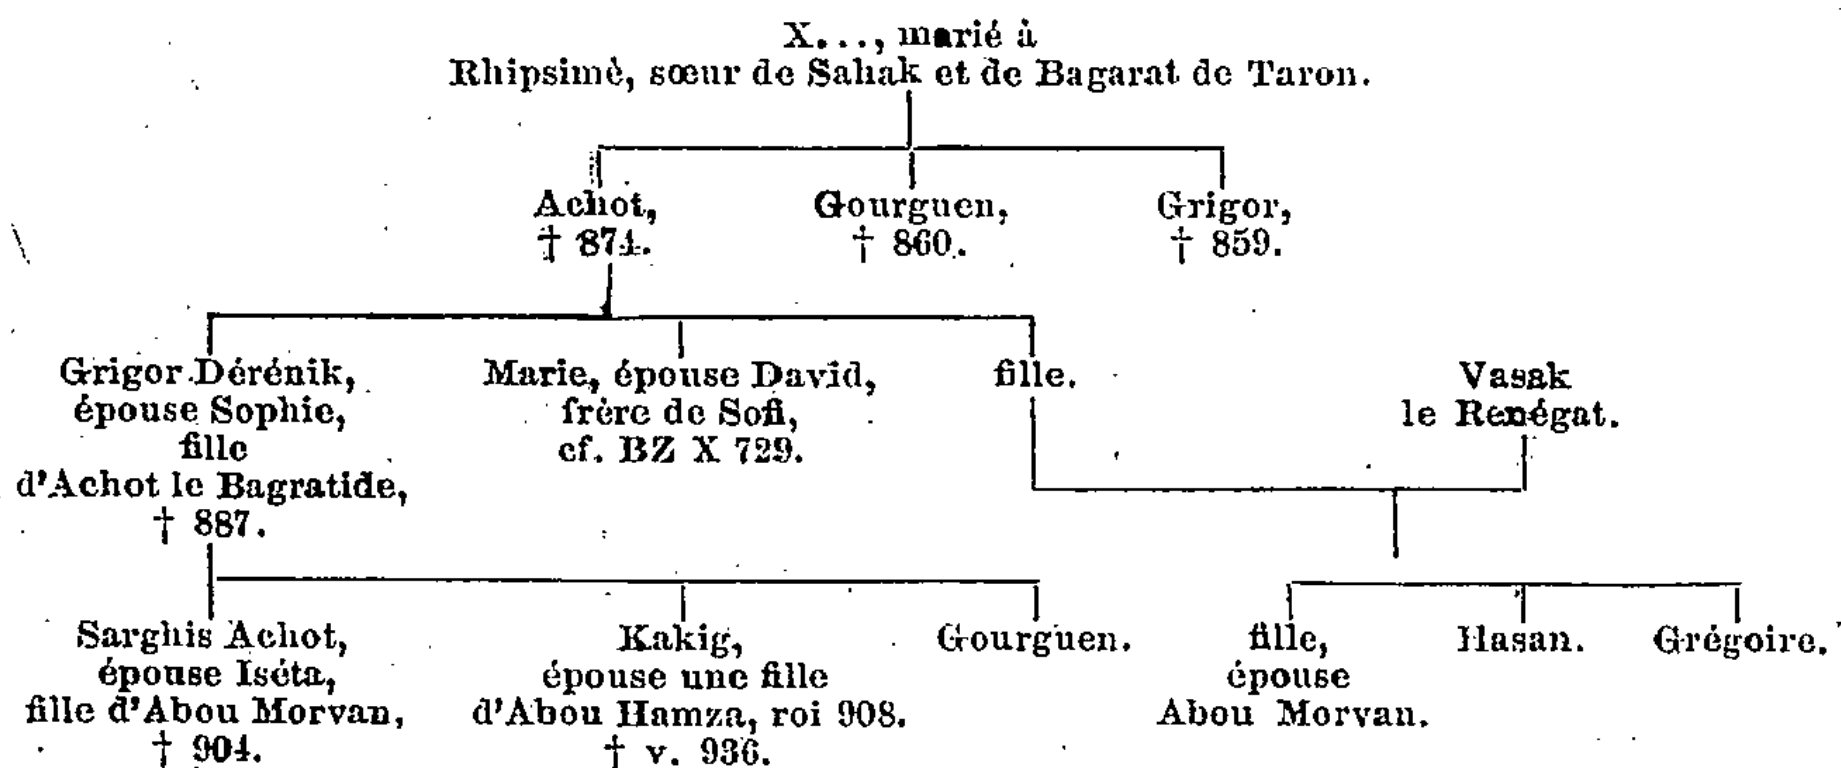 X..., marié à
Rhipsimè, sœur de Sahak et de Bagarat de Taron.
Achot,
† 874.
Gourguen,
† 860.
Grigor,
† 859.
Grigor Dérénik,
épouse Sophie,
fille
d'Achot le Bagratide,
† 887.
Marie, épouse David,
frère de Sofi,
cf. BZ X 729.
fille.
Vasak
le Renégat.
Sarghis Achot,
épouse Iséta,
fille d'Abou Morvan,
† 904.
Kakig,
épouse une fille
d'Abou Hamza, roi 908.
† v. 936.
Gourguen.
fille,
épouse
Abou Morvan.
Hasan.
Grégoire.